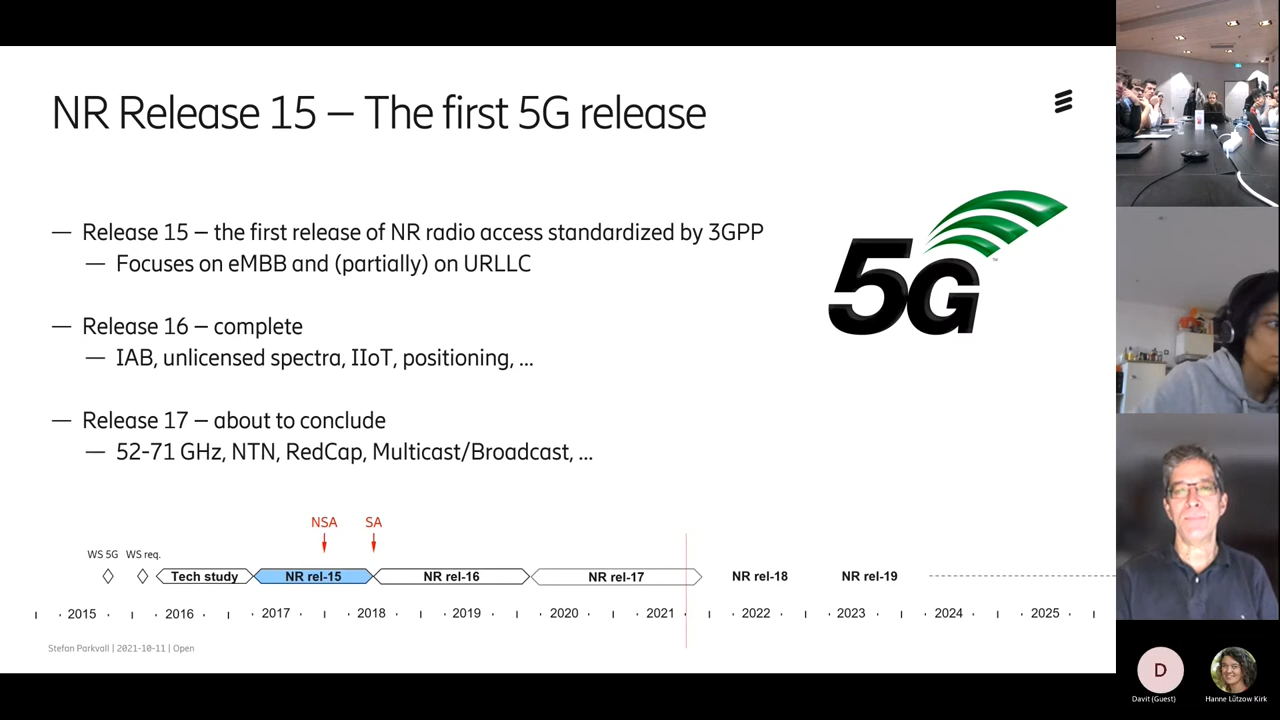 NR Release 15 – The first 5G release
— Release 15 – the first release of NR radio access standardized by 3GPP
— Focuses on eMBB and (partially) on URLLC
— Release 16 – complete
— IAB, unlicensed spectra, IIoT, positioning, ...
— Release 17 – about to conclude
— 52-71 GHz, NTN, RedCap, Multicast/Broadcast, ...
5G
TM
NSA SA
WS 5G WS req.
Tech study NR rel-15 NR rel-16 NR rel-17 NR rel-18 NR rel-19
2015 2016 2017 2018 2019 2020 2021 2022 2023 2024 2025
Stefan Parkvall | 2021-10-11 | Open
D
Davit (Guest) Hanne Lützow Kirk